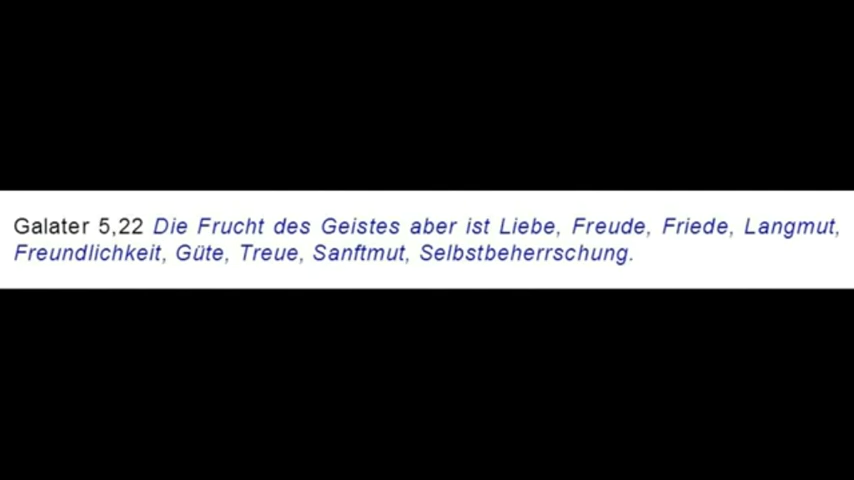 Galater 5,22 Die Frucht des Geistes aber ist Liebe, Freude, Friede, Langmut,
Freundlichkeit, Güte, Treue, Sanftmut, Selbstbeherrschung.